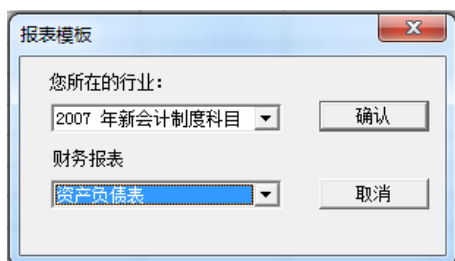 报表模板
您所在的行业：
2007 年新会计制度科目
确认
财务报表
资产负债表
取消